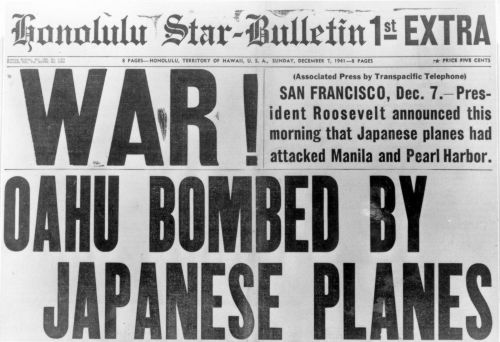 Honolulu Star-Bulletin 1st EXTRA
8 PAGES—HONOLULU, TERRITORY OF HAWAII, U. S. A., SUNDAY, DECEMBER 7, 1941—8 PAGES
★ PRICE FIVE CENTS
WAR!
(Associated Press by Transpacific Telephone)
SAN FRANCISCO, Dec. 7.—Pres-
ident Roosevelt announced this
morning that Japanese planes had
attacked Manila and Pearl Harbor.
OAHU BOMBED BY
JAPANESE PLANES